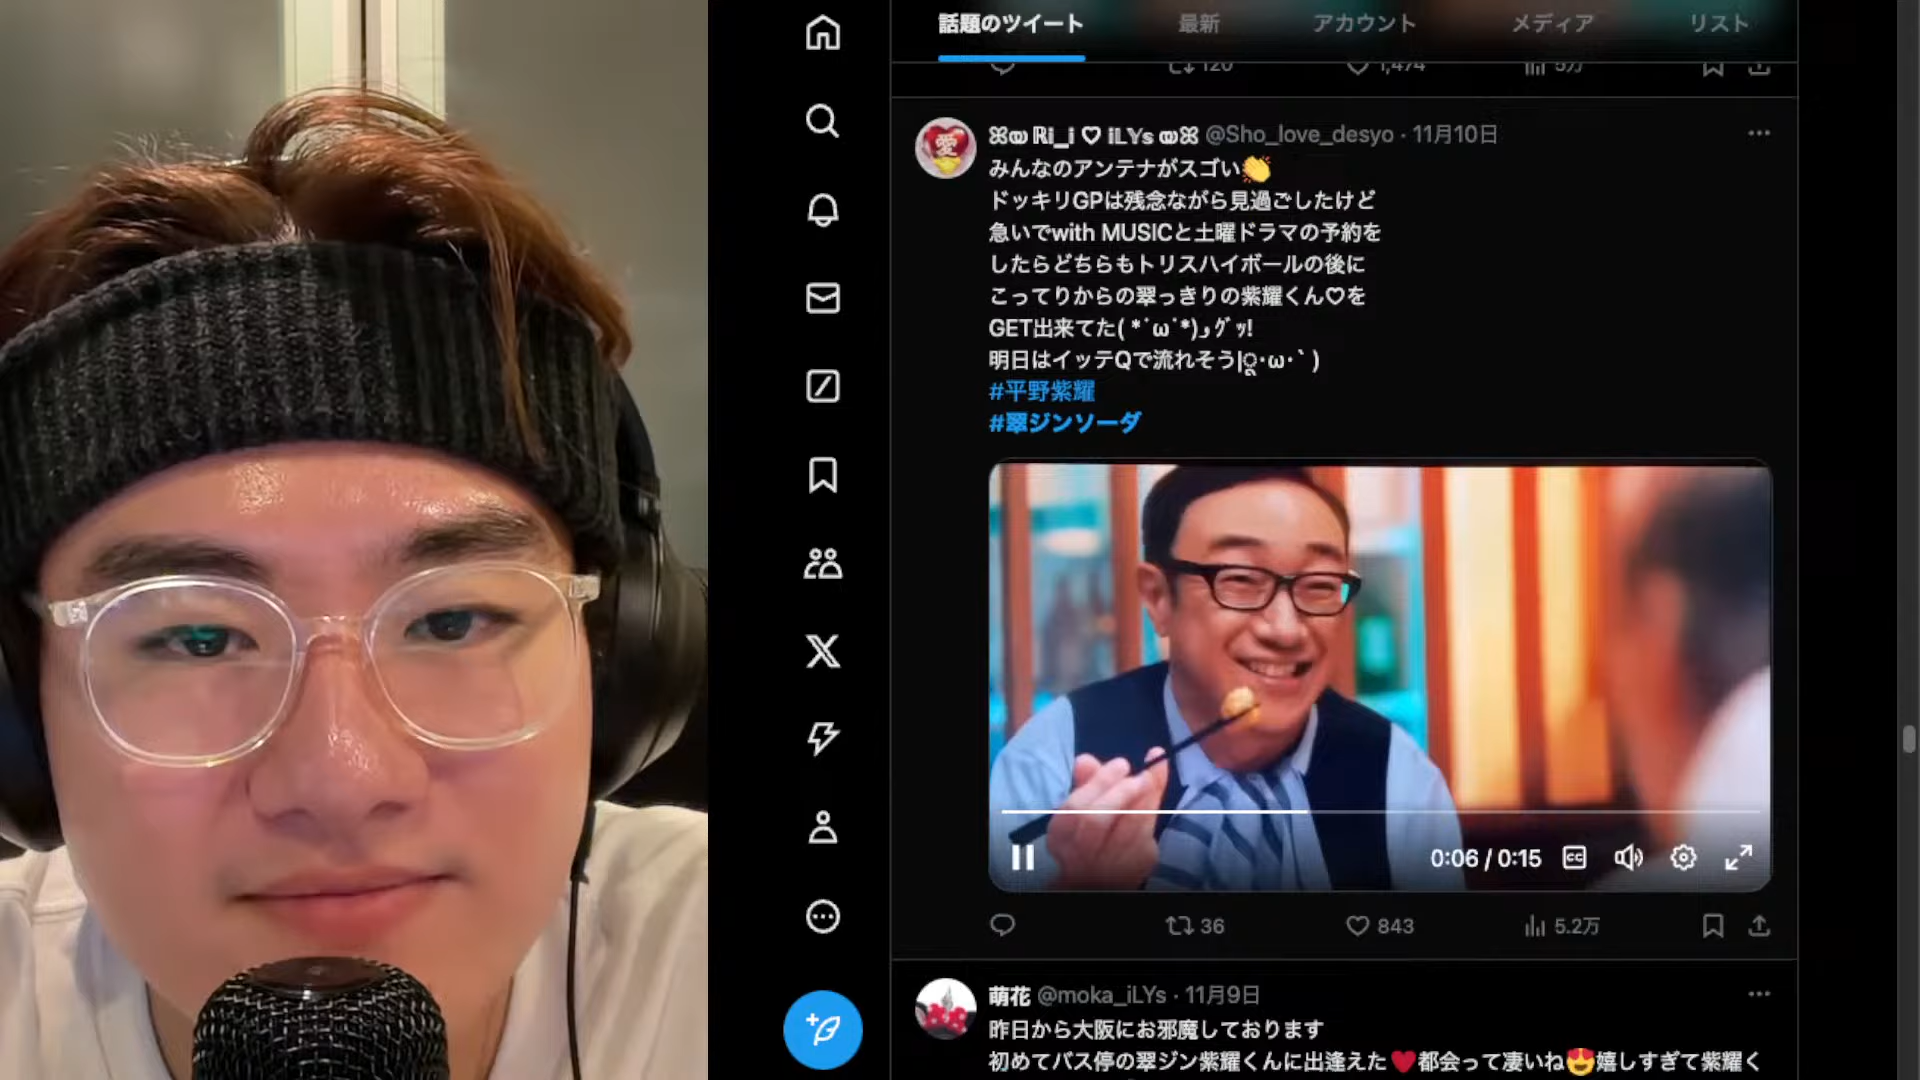 話題のツイート
最新
アカウント
メディア
リスト
120
1,474
5万
ꕤത ℝi_i ♡ iLYs തꕤ @Sho_love_desyo · 11月10日
みんなのアンテナがスゴい👏
ドッキリGPは残念ながら見過ごしたけど
急いでwith MUSICと土曜ドラマの予約を
したらどちらもトリスハイボールの後に
こってりからの翠っきりの紫耀くん♡を
GET出来てた( *˙ω˙*)و ｸﾞｯ!
明日はイッテQで流れそう|ू･ω･` )
#平野紫耀
#翠ジンソーダ
0:06 / 0:15
CC
36
843
5.2万
萌花 @moka_iLYs · 11月9日
昨日から大阪にお邪魔しております
初めてバス停の翠ジン紫耀くんに出逢えた❤️都会って凄いね😍嬉しすぎて紫耀く
愛